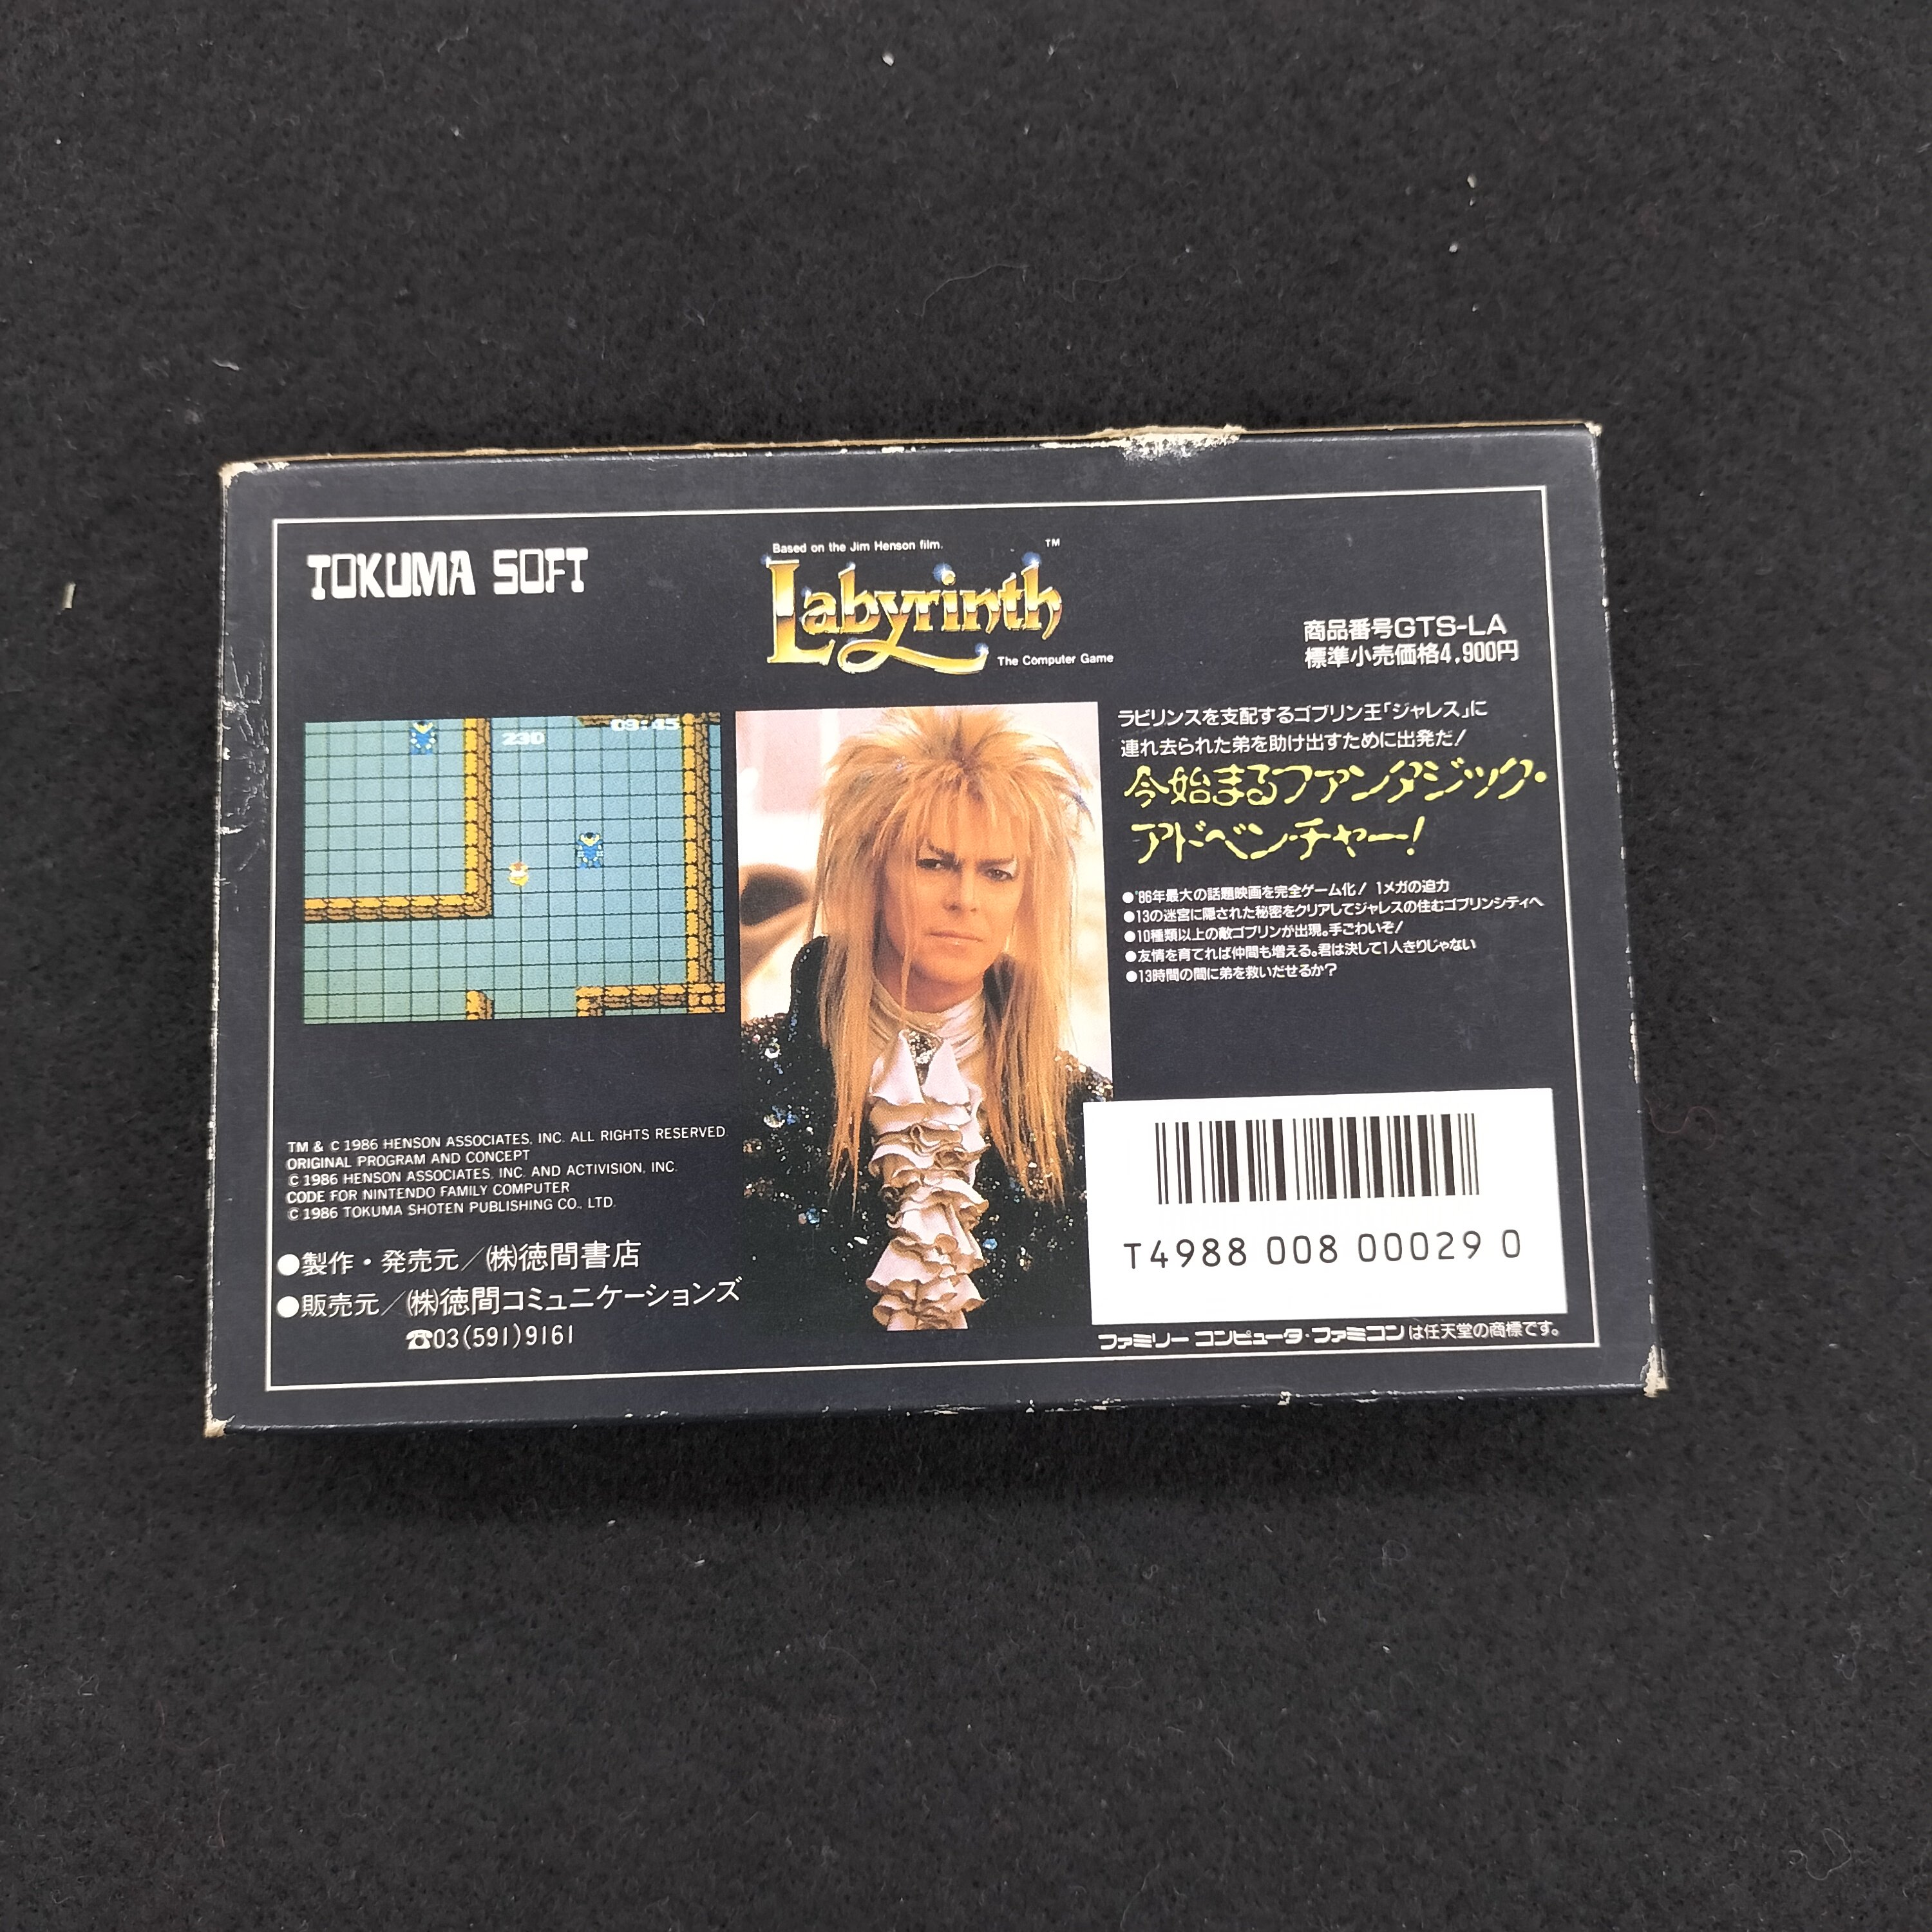 TOKUMA SOFT
Based on the Jim Henson film.
TM
Labyrinth
The Computer Game
商品番号GTS-LA
標準小売価格4,900円
230
09:45
ラビリンスを支配するゴブリン王「ジャレス」に
連れ去られた弟を助け出すために出発だ!
今始まるファンタジック・
アドベンチャー!
●'86年最大の話題映画を完全ゲーム化! 1メガの迫力
●13の迷宮に隠された秘密をクリアしてジャレスの住むゴブリンシティへ
●10種類以上の敵ゴブリンが出現。手ごわいぞ!
●友情を育てれば仲間も増える。君は決して1人きりじゃない
●13時間の間に弟を救いだせるか?
TM & C 1986 HENSON ASSOCIATES, INC. ALL RIGHTS RESERVED.
ORIGINAL PROGRAM AND CONCEPT
© 1986 HENSON ASSOCIATES, INC. AND ACTIVISION, INC.
CODE FOR NINTENDO FAMILY COMPUTER
© 1986 TOKUMA SHOTEN PUBLISHING CO., LTD.
●製作・発売元/㈱徳間書店
●販売元/㈱徳間コミュニケーションズ
☎03(591)9161
T4988 008 00029 0
ファミリー コンピュータ・ファミコンは任天堂の商標です。